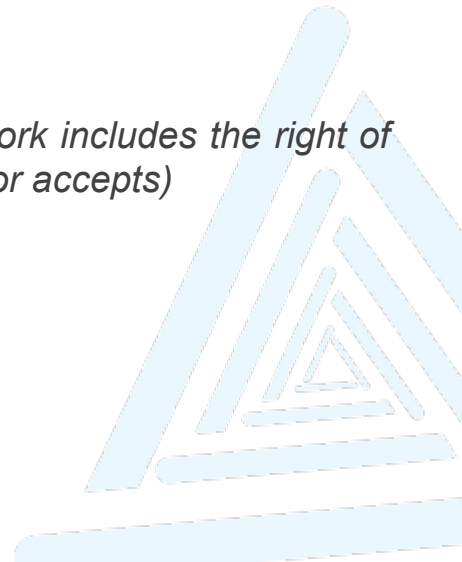 ork includes the right of
or accepts)